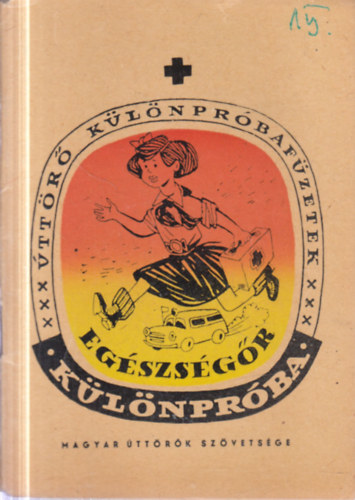 15.
××× ÚTTÖRŐ KÜLÖNPRÓBAFÜZETEK ×××
EGÉSZSÉGŐR
• KÜLÖNPRÓBA •
MAGYAR ÚTTÖRŐK SZÖVETSÉGE